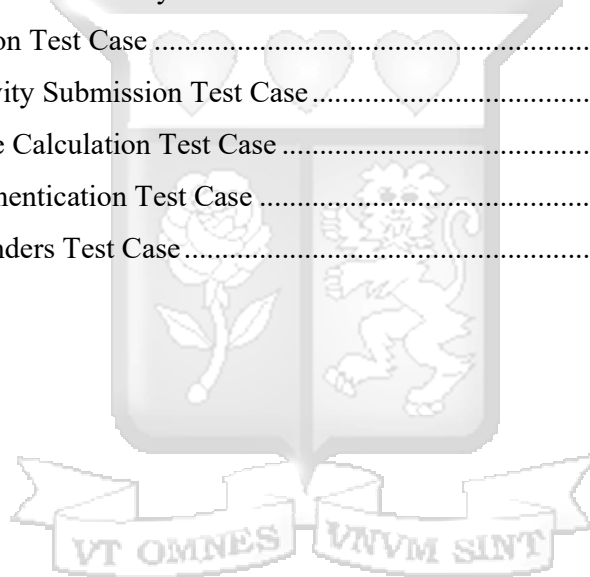 on Test Case ..................................................
vity Submission Test Case..................................
e Calculation Test Case ......................................
hentication Test Case ..........................................
nders Test Case....................................................
VT OMNES VNVM SINT